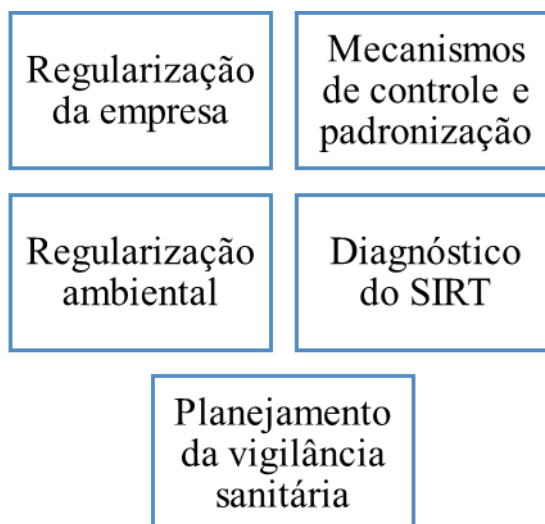 Regularização
da empresa
Mecanismos
de controle e
padronização
Regularização
ambiental
Diagnóstico
do SIRT
Planejamento
da vigilância
sanitária